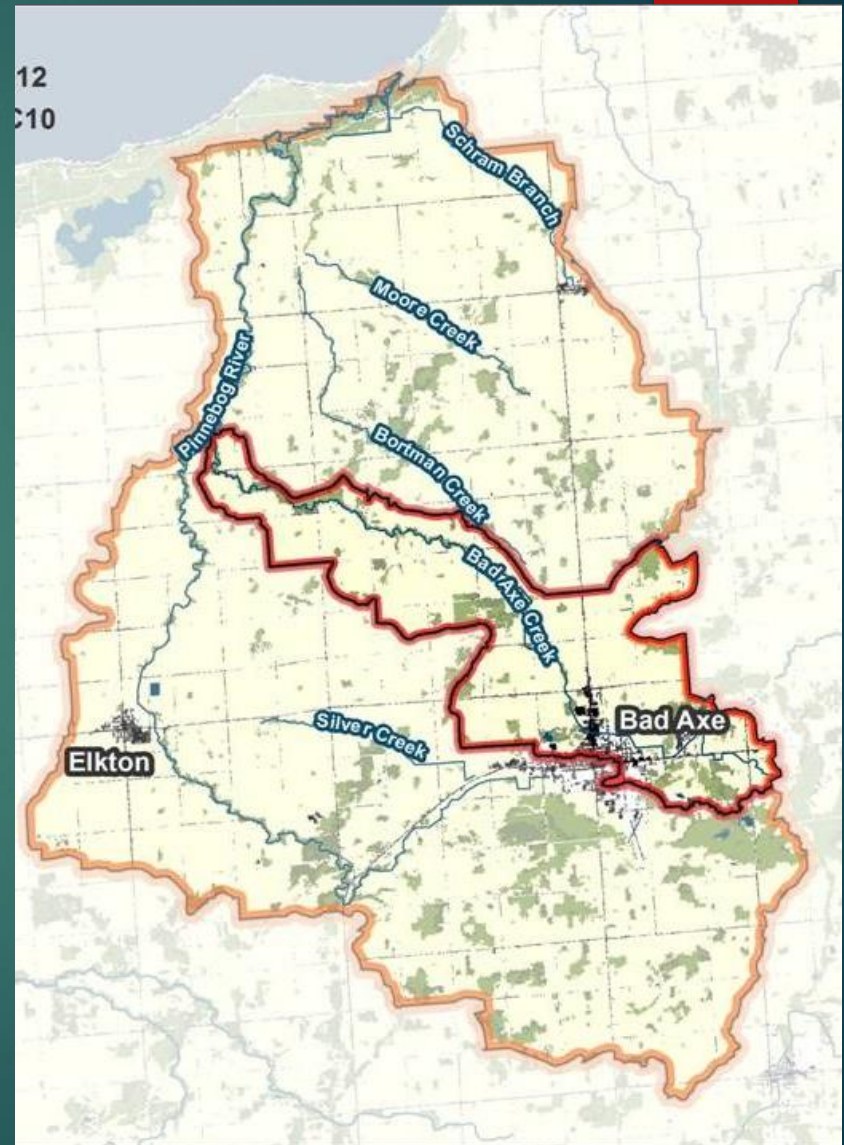 12
C10
Schram Branch
Moore Creek
Pinnebog River
Bortman Creek
Bad Axe Creek
Bad Axe
Silver Creek
Elkton